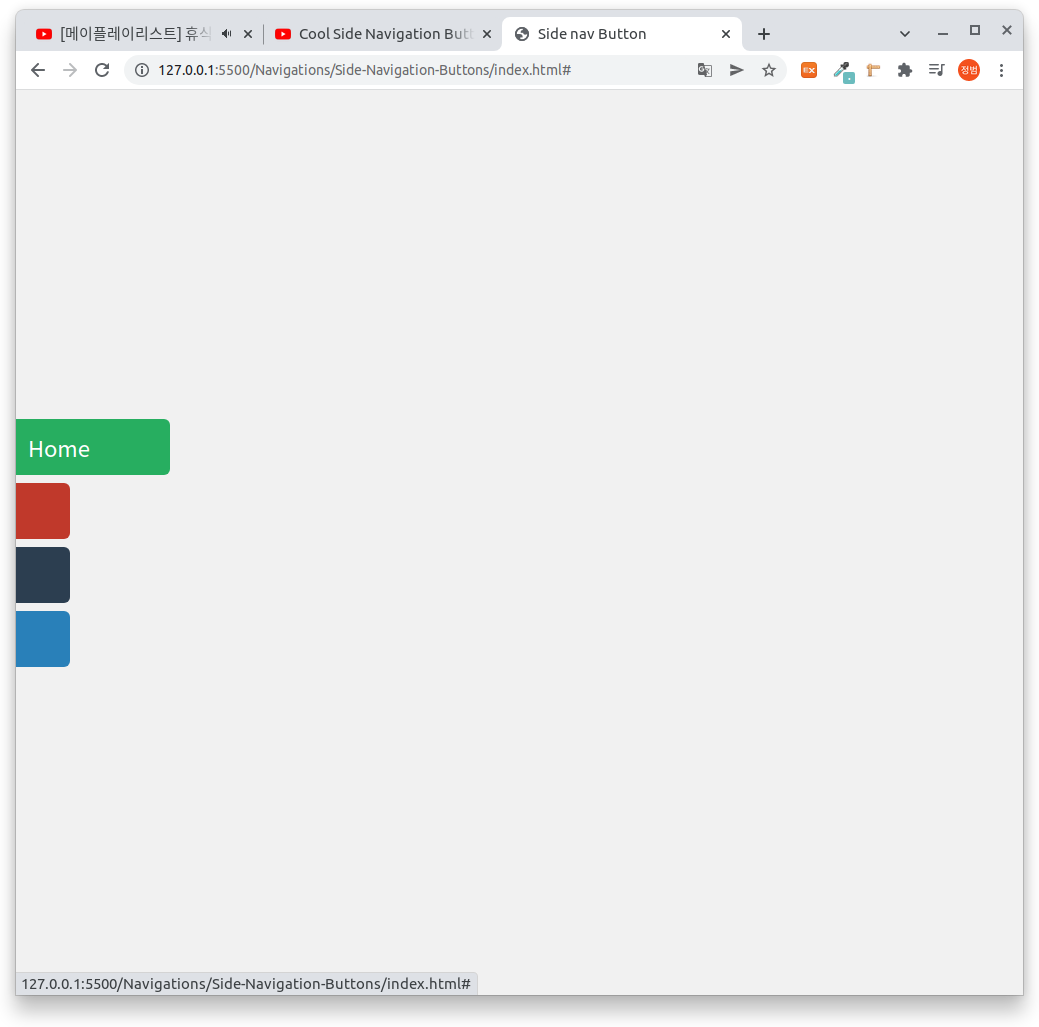 [메이플레이리스트] 휴식
Cool Side Navigation Butt
Side nav Button
127.0.0.1:5500/Navigations/Side-Navigation-Buttons/index.html#
EX
정범
Home
127.0.0.1:5500/Navigations/Side-Navigation-Buttons/index.html#